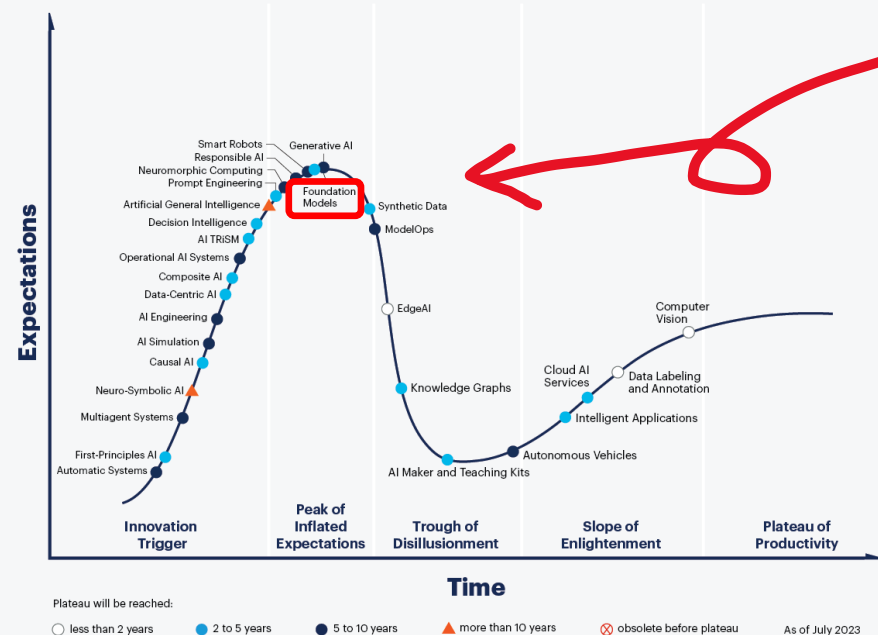 Expectations
Smart Robots
Responsible AI
Neuromorphic Computing
Prompt Engineering
Artificial General Intelligence
Decision Intelligence
AI TRiSM
Operational AI Systems
Composite AI
Data-Centric AI
AI Engineering
AI Simulation
Causal AI
Neuro-Symbolic AI
Multiagent Systems
First-Principles AI
Automatic Systems
Generative AI
Foundation
Models
Synthetic Data
ModelOps
EdgeAI
Knowledge Graphs
AI Maker and Teaching Kits
Autonomous Vehicles
Intelligent Applications
Cloud AI
Services
Data Labeling
and Annotation
Computer
Vision
Innovation
Trigger
Peak of
Inflated
Expectations
Trough of
Disillusionment
Slope of
Enlightenment
Plateau of
Productivity
Time
Plateau will be reached:
less than 2 years
2 to 5 years
5 to 10 years
more than 10 years
obsolete before plateau
As of July 2023